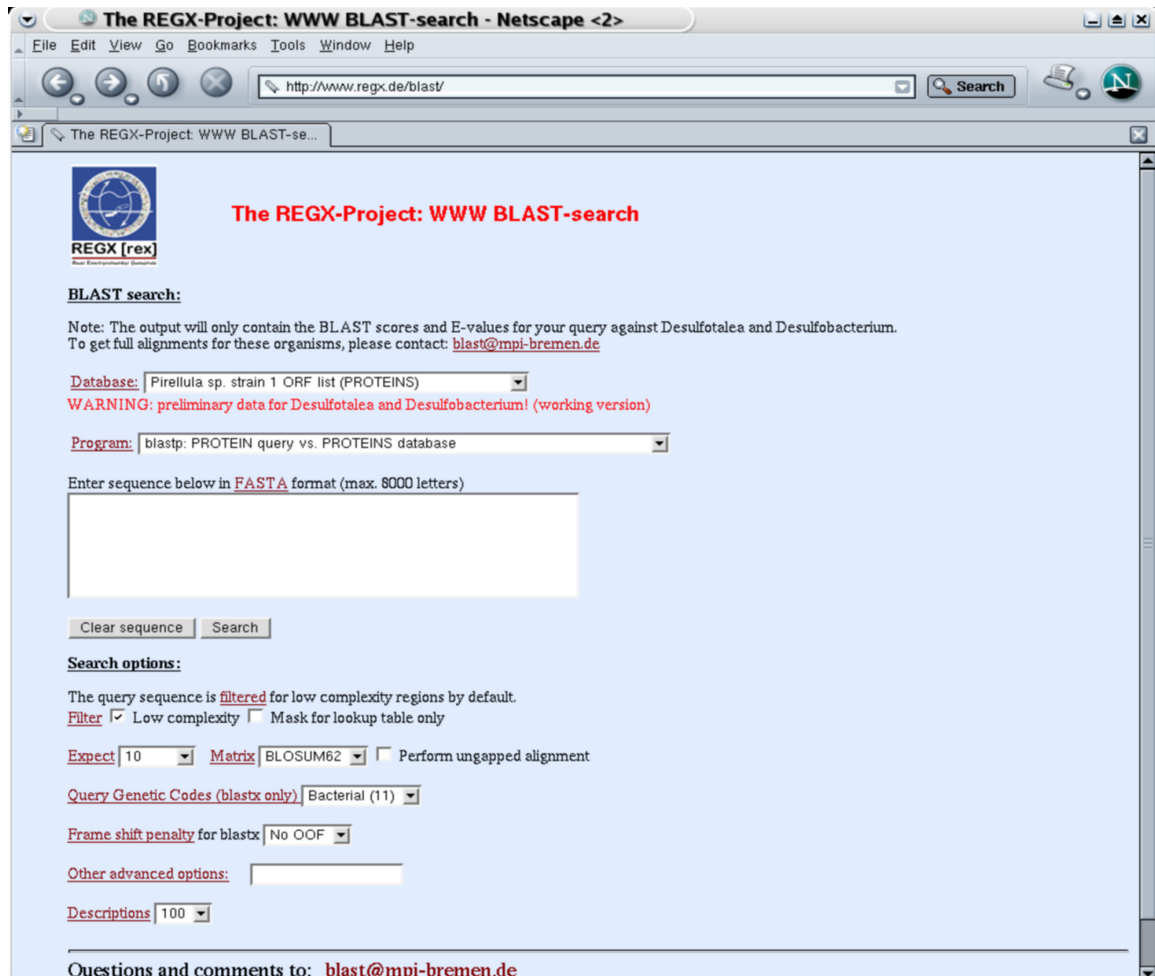 The REGX-Project: WWW BLAST-search - Netscape <2>
File Edit View Go Bookmarks Tools Window Help
http://www.regx.de/blast/ Search N
The REGX-Project: WWW BLAST-se...
REGX [rex]
The REGX-Project: WWW BLAST-search
BLAST search:
Note: The output will only contain the BLAST scores and E-values for your query against Desulfotalea and Desulfobacterium.
To get full alignments for these organisms, please contact: blast@mpi-bremen.de
Database: Pirellula sp. strain 1 ORF list (PROTEINS)
WARNING: preliminary data for Desulfotalea and Desulfobacterium! (working version)
Program: blastp: PROTEIN query vs. PROTEINS database
Enter sequence below in FASTA format (max. 8000 letters)
Clear sequence Search
Search options:
The query sequence is filtered for low complexity regions by default.
Filter Low complexity Mask for lookup table only
Expect 10 Matrix BLOSUM62 Perform ungapped alignment
Query Genetic Codes (blastx only) Bacterial (11)
Frame shift penalty for blastx No OOF
Other advanced options:
Descriptions 100
Questions and comments to: blast@mpi-bremen.de